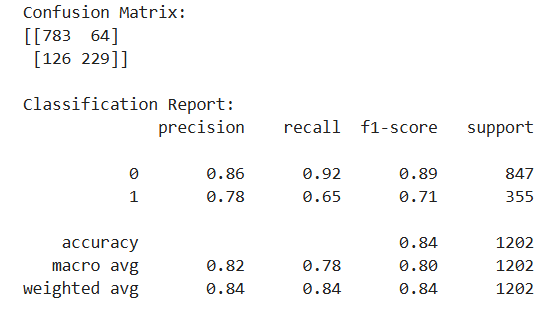 Confusion Matrix:
[[783  64]
 [126 229]]
Classification Report:
              precision    recall  f1-score   support
           0       0.86      0.92      0.89       847
           1       0.78      0.65      0.71       355
    accuracy                           0.84      1202
   macro avg       0.82      0.78      0.80      1202
weighted avg       0.84      0.84      0.84      1202